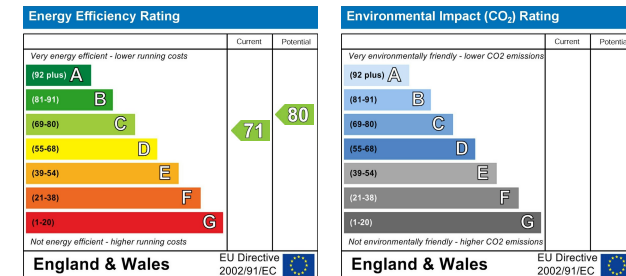 Energy Efficiency Rating
Current Potential
Very energy efficient - lower running costs
(92 plus) A
(81-91) B
(69-80) C
(55-68) D
(39-54) E
(21-38) F
(1-20) G
71
80
Not energy efficient - higher running costs
England & Wales
EU Directive
2002/91/EC
Environmental Impact (CO₂) Rating
Current Potential
Very environmentally friendly - lower CO2 emissions
(92 plus) A
(81-91) B
(69-80) C
(55-68) D
(39-54) E
(21-38) F
(1-20) G
Not environmentally friendly - higher CO2 emissions
England & Wales
EU Directive
2002/91/EC